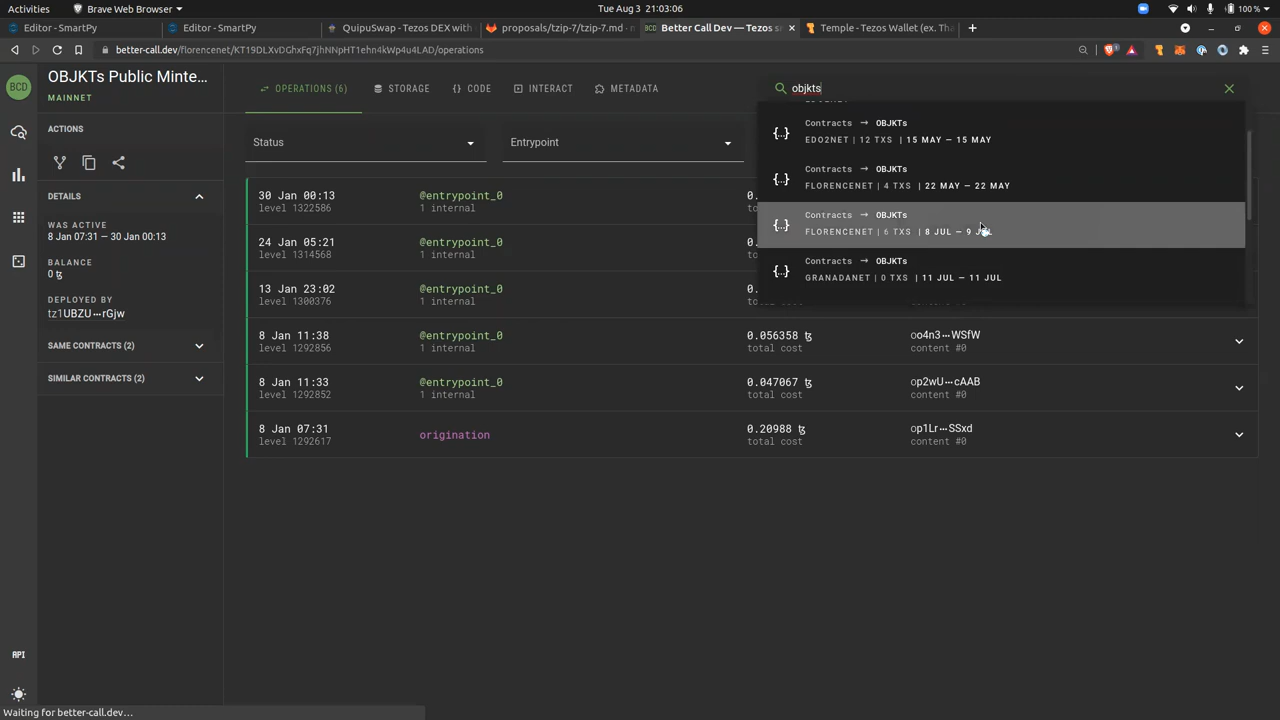 Activities
Brave Web Browser
Tue Aug 3 21:03:06
100 %
Editor - SmartPy
Editor - SmartPy
QuipuSwap - Tezos DEX with
proposals/tzip-7/tzip-7.md · n
Better Call Dev — Tezos s
Temple - Tezos Wallet (ex. Tha
better-call.dev/florencenet/KT19DLXvDGhxFq7jhNNpHT1ehn4kWp4u4LAD/operations
BCD
OBJKTs Public Minte...
MAINNET
OPERATIONS (6)
STORAGE
CODE
INTERACT
METADATA
objkts
ACTIONS
DETAILS
WAS ACTIVE
8 Jan 07:31 — 30 Jan 00:13
BALANCE
0 ꜩ
DEPLOYED BY
tz1UBZU···rGjw
SAME CONTRACTS (2)
SIMILAR CONTRACTS (2)
Status
Entrypoint
Contracts → OBJKTs
EDO2NET | 12 TXS | 15 MAY — 15 MAY
Contracts → OBJKTs
FLORENCENET | 4 TXS | 22 MAY — 22 MAY
Contracts → OBJKTs
FLORENCENET | 6 TXS | 8 JUL — 9 JUL
Contracts → OBJKTs
GRANADANET | 0 TXS | 11 JUL — 11 JUL
30 Jan 00:13 @entrypoint_0 0.
level 1322586 1 internal tota
24 Jan 05:21 @entrypoint_0 0.
level 1314568 1 internal tota
13 Jan 23:02 @entrypoint_0 0.
level 1300376 1 internal total cost content #0
8 Jan 11:38 @entrypoint_0 0.056358 ꜩ oo4n3···WSfW
level 1292856 1 internal total cost content #0
8 Jan 11:33 @entrypoint_0 0.047067 ꜩ op2wU···cAAB
level 1292852 1 internal total cost content #0
8 Jan 07:31 origination 0.20988 ꜩ op1Lr···SSxd
level 1292617 total cost content #0
API
Waiting for better-call.dev...